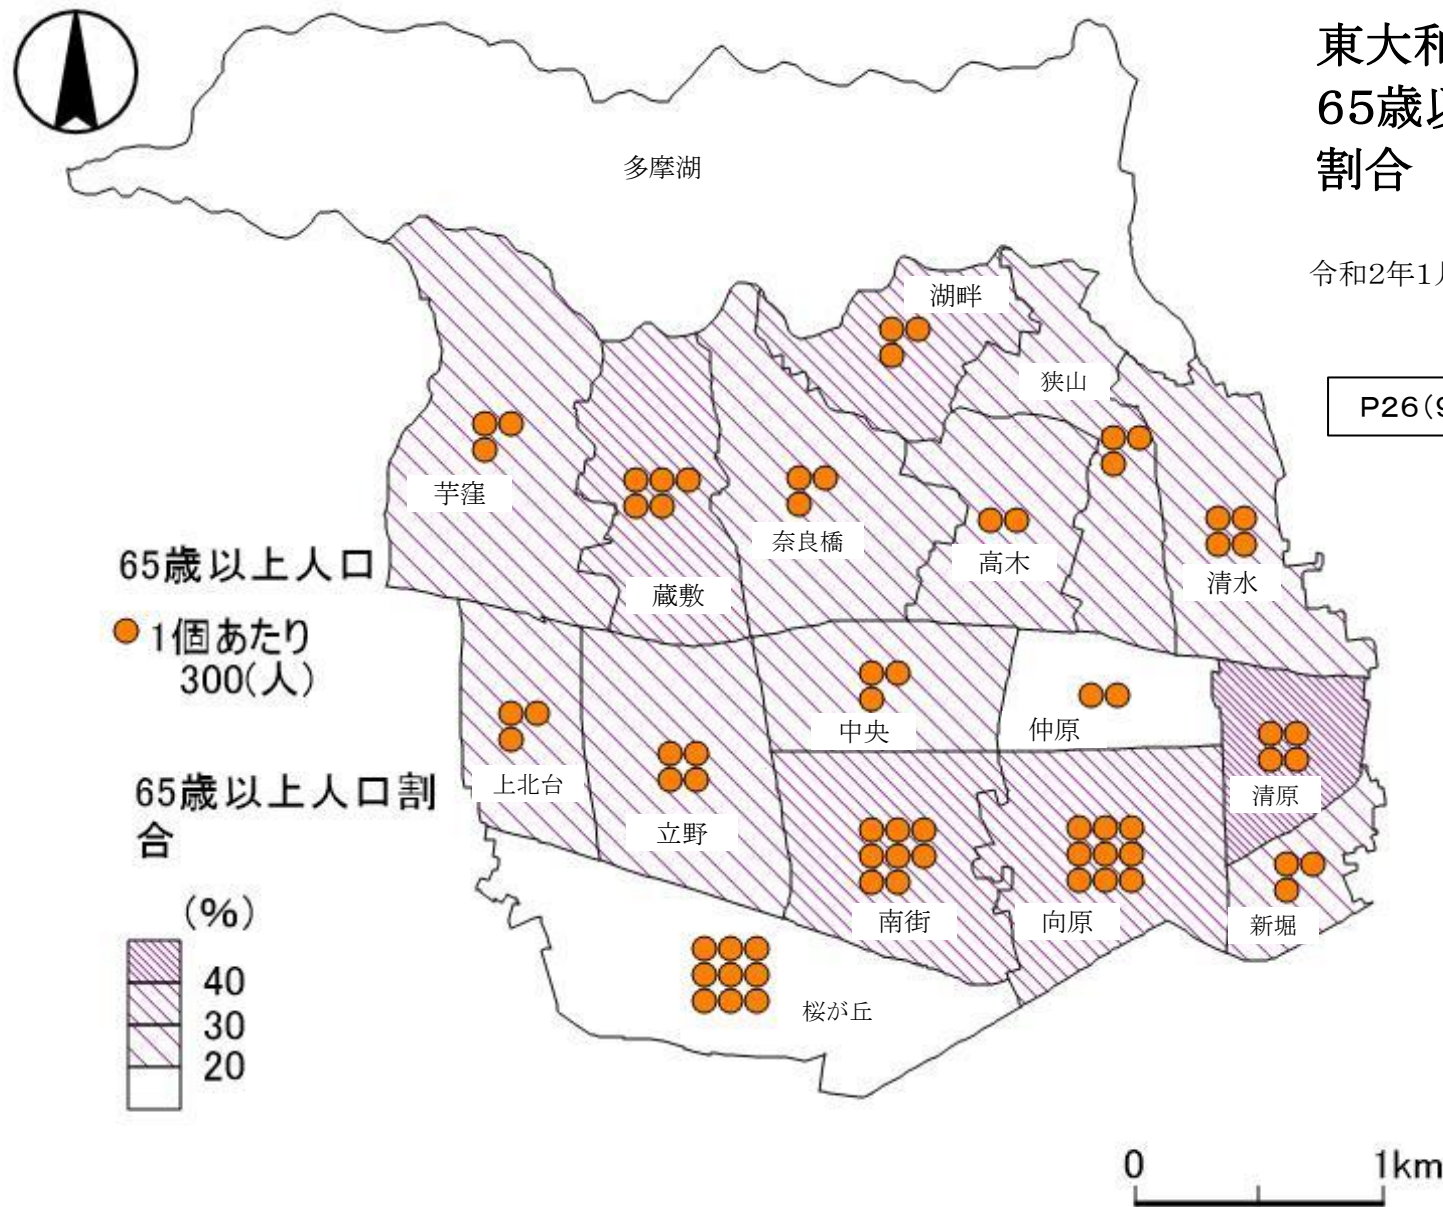 東大和
65歳以
割合
多摩湖
令和2年1月
湖畔
狭山
P26(9
芋窪
奈良橋
高木
蔵敷
清水
65歳以上人口
1個あたり
300(人)
中央
仲原
上北台
清原
65歳以上人口割
合
立野
南街
向原
新堀
(%)
40
30
20
桜が丘
0
1km